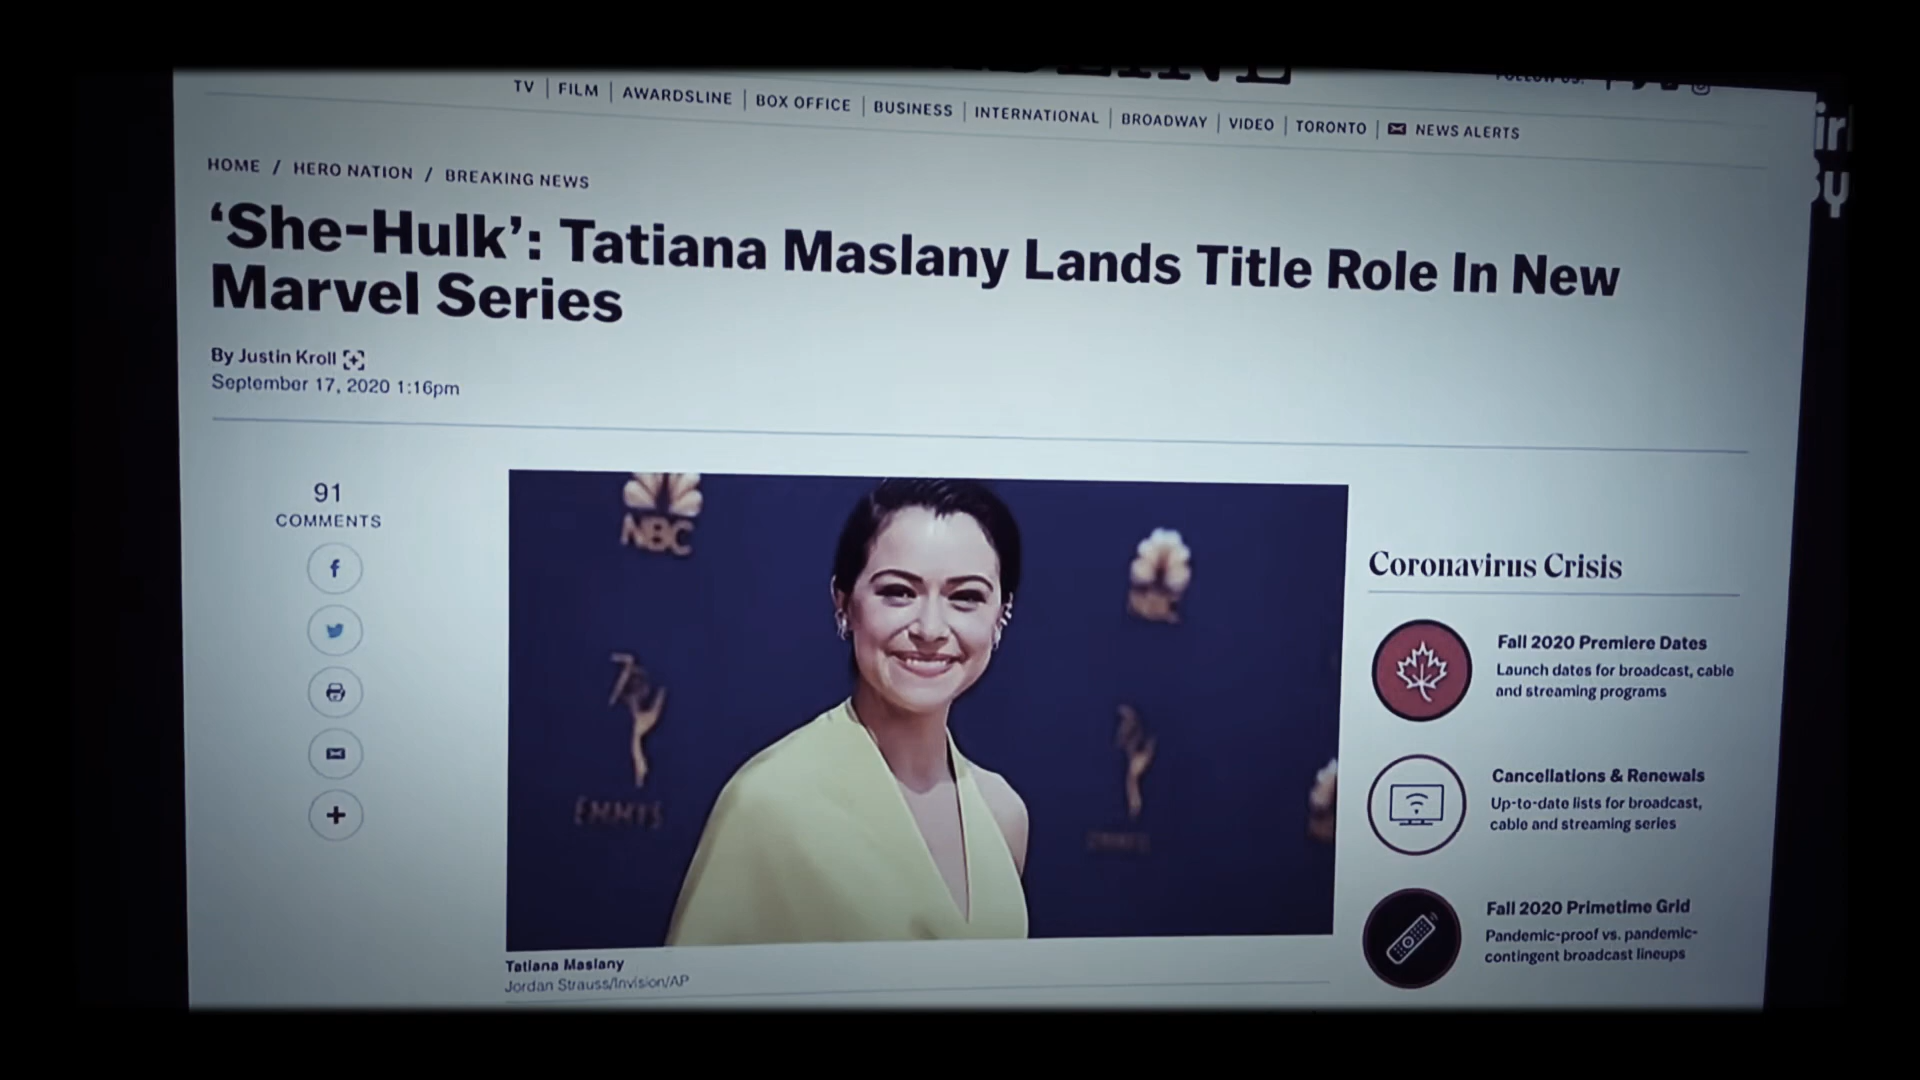 TV | FILM | AWARDSLINE | BOX OFFICE | BUSINESS | INTERNATIONAL | BROADWAY | VIDEO | TORONTO | NEWS ALERTS
HOME / HERO NATION / BREAKING NEWS
‘She-Hulk’: Tatiana Maslany Lands Title Role In New
Marvel Series
By Justin Kroll
September 17, 2020 1:16pm
91
COMMENTS
NBC
NBC
EMMYS
Tatiana Maslany
Jordan Strauss/Invision/AP
Coronavirus Crisis
Fall 2020 Premiere Dates
Launch dates for broadcast, cable
and streaming programs
Cancellations & Renewals
Up-to-date lists for broadcast,
cable and streaming series
Fall 2020 Primetime Grid
Pandemic-proof vs. pandemic-
contingent broadcast lineups